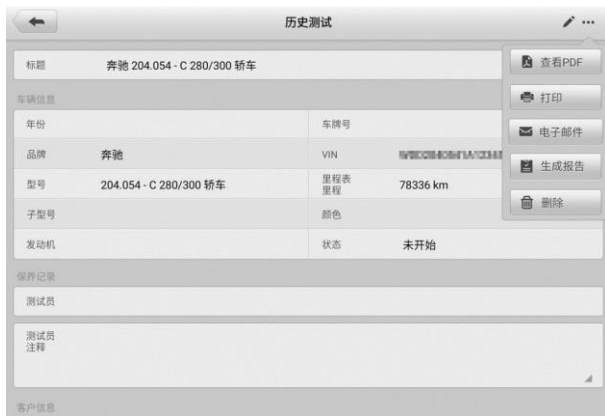 历史测试
标题 奔驰 204.054 - C 280/300 轿车
查看PDF
打印
电子邮件
生成报告
删除
车辆信息
年份 车牌号
品牌 奔驰 VIN
型号 204.054 - C 280/300 轿车 里程表
里程 78336 km
子型号 颜色
发动机 状态 未开始
保养记录
测试员
测试员
注释
客户信息